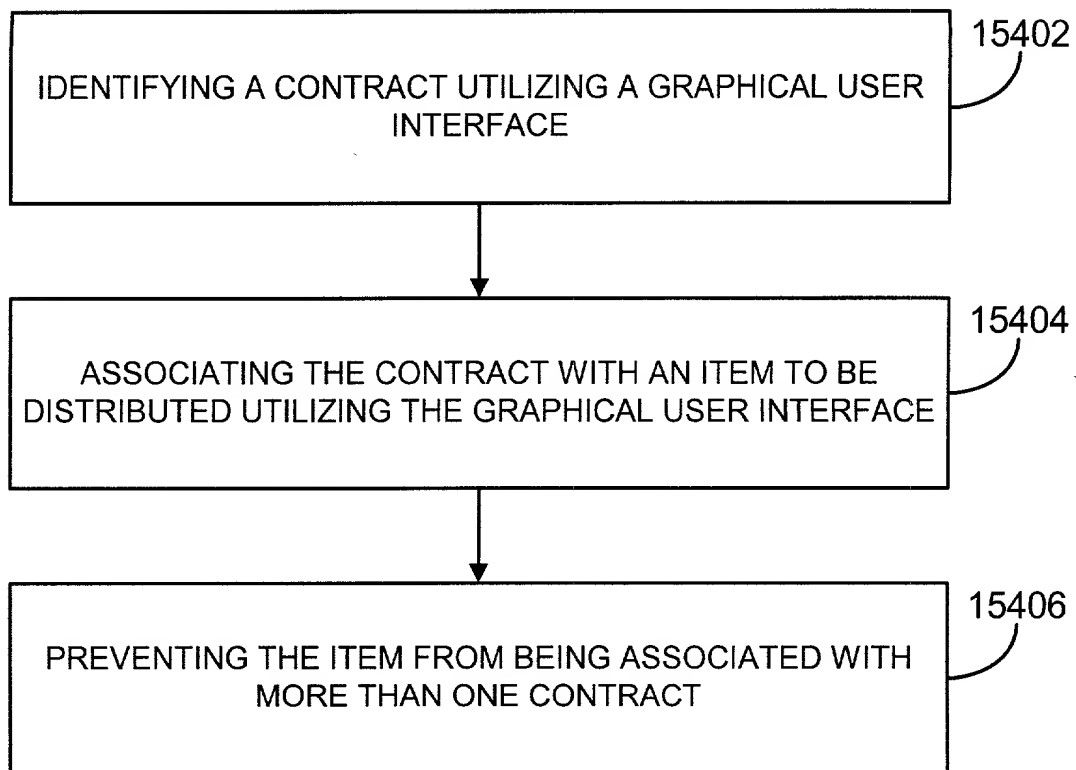 15402
IDENTIFYING A CONTRACT UTILIZING A GRAPHICAL USER
INTERFACE
15404
ASSOCIATING THE CONTRACT WITH AN ITEM TO BE
DISTRIBUTED UTILIZING THE GRAPHICAL USER INTERFACE
15406
PREVENTING THE ITEM FROM BEING ASSOCIATED WITH
MORE THAN ONE CONTRACT